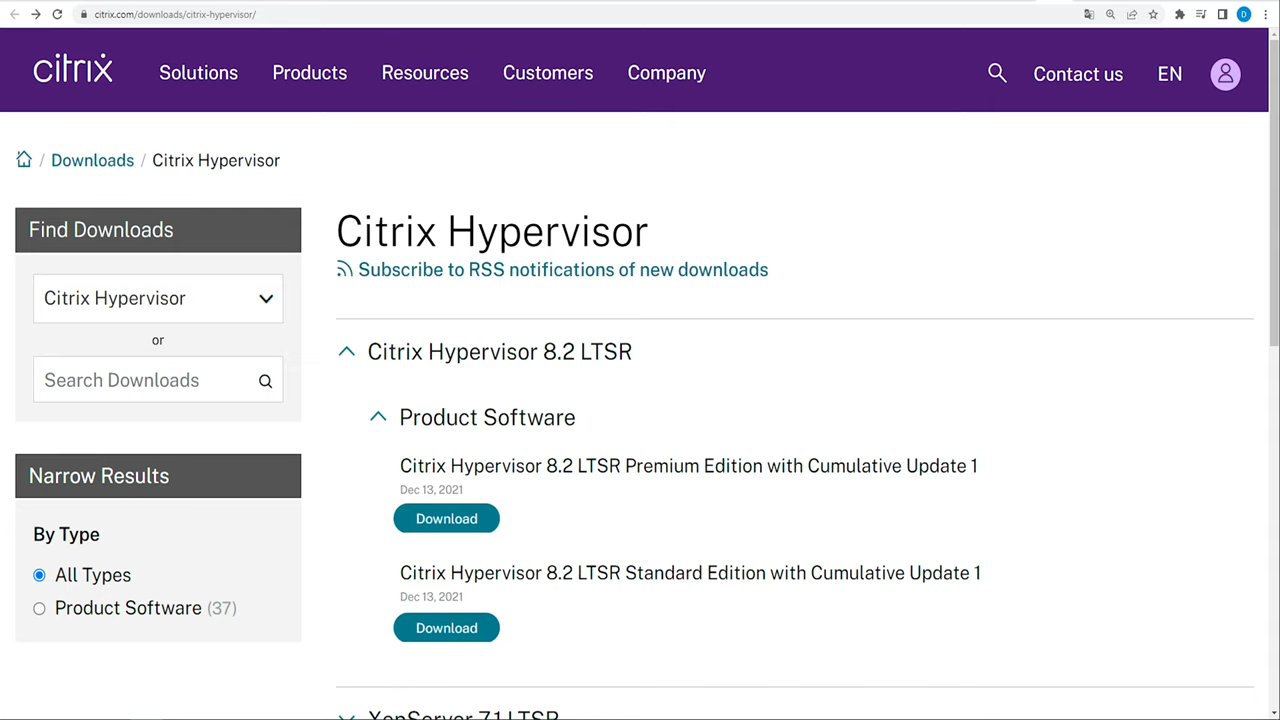 citrix.com/downloads/citrix-hypervisor/
D
citrix
Solutions
Products
Resources
Customers
Company
Contact us
EN
/ Downloads / Citrix Hypervisor
Find Downloads
Citrix Hypervisor
or
Search Downloads
Narrow Results
By Type
All Types
Product Software (37)
Citrix Hypervisor
Subscribe to RSS notifications of new downloads
Citrix Hypervisor 8.2 LTSR
Product Software
Citrix Hypervisor 8.2 LTSR Premium Edition with Cumulative Update 1
Dec 13, 2021
Download
Citrix Hypervisor 8.2 LTSR Standard Edition with Cumulative Update 1
Dec 13, 2021
Download
XenServer 7.1 LTSR